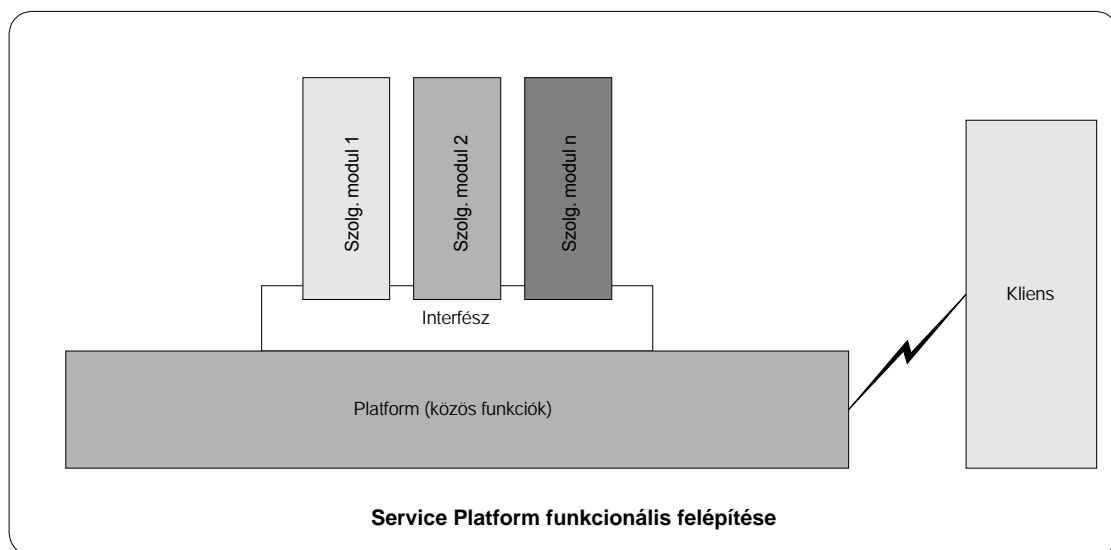 Szolg. modul 1
Szolg. modul 2
Szolg. modul n
Interfész
Kliens
Platform (közös funkciók)
Service Platform funkcionális felépítése